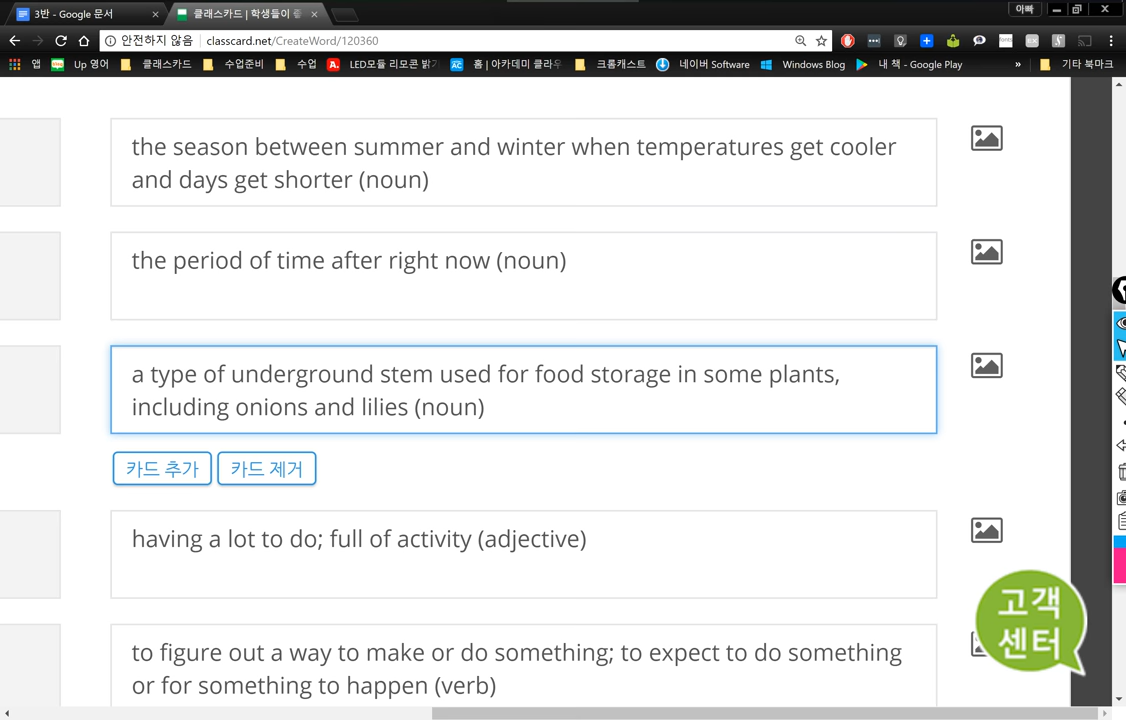 3반 - Google 문서
클래스카드 | 학생들이
아빠
안전하지 않음
classcard.net/CreateWord/120360
앱
Up 영어
클래스카드
수업준비
수업
LED모듈 리모콘 밝기
홈 | 아카데미 클라우
크롬캐스트
네이버 Software
Windows Blog
내 책 - Google Play
»
기타 북마크
the season between summer and winter when temperatures get cooler
and days get shorter (noun)
the period of time after right now (noun)
a type of underground stem used for food storage in some plants,
including onions and lilies (noun)
카드 추가
카드 제거
having a lot to do; full of activity (adjective)
고객
센터
to figure out a way to make or do something; to expect to do something
or for something to happen (verb)